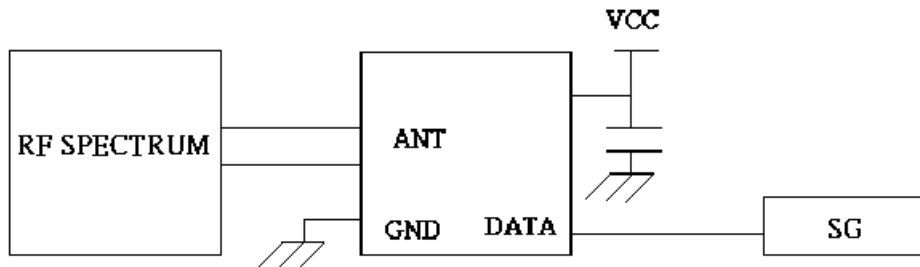 VCC
RF SPECTRUM
ANT
GND
DATA
SG